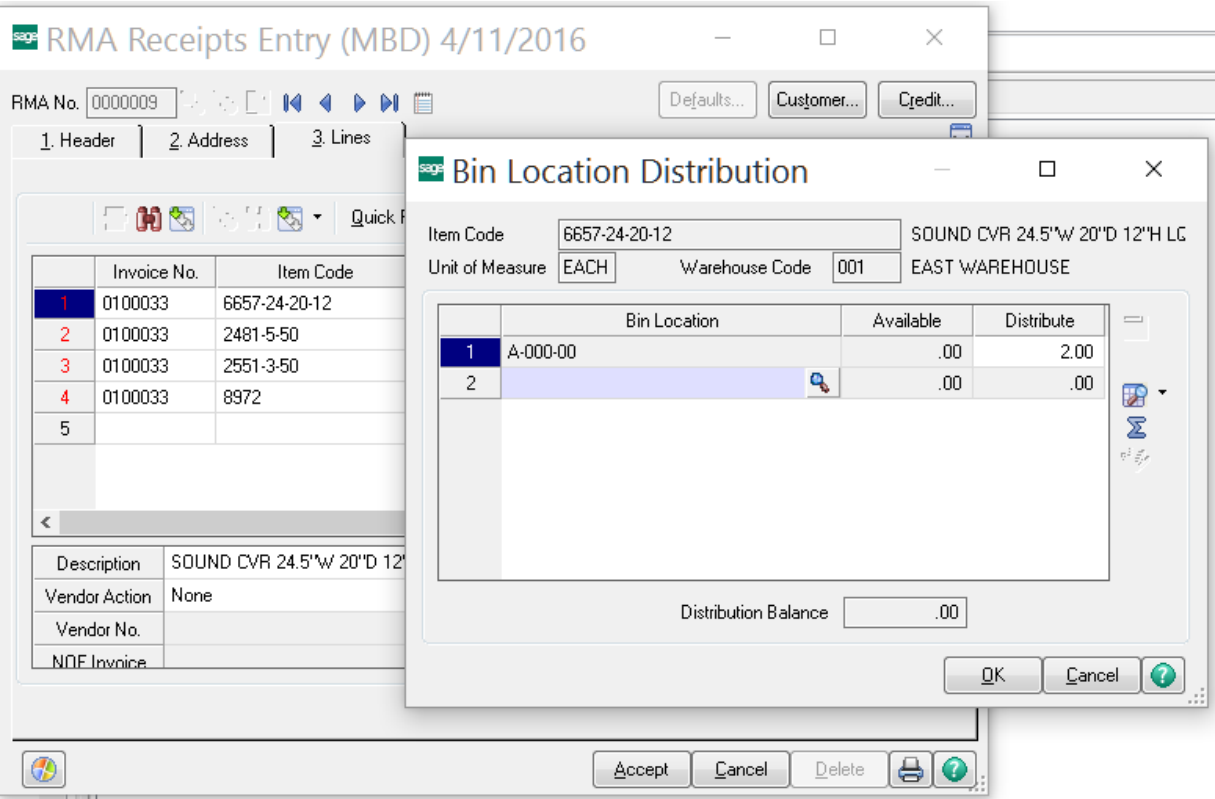 sage RMA Receipts Entry (MBD) 4/11/2016
RMA No. 0000009 Defaults... Customer... Credit...
1. Header 2. Address 3. Lines
Quick
Invoice No. Item Code
1 0100033 6657-24-20-12
2 0100033 2481-5-50
3 0100033 2551-3-50
4 0100033 8972
5
Description SOUND CVR 24.5"W 20"D 12"
Vendor Action None
Vendor No.
Invoice
Accept Cancel Delete
sage Bin Location Distribution
Item Code 6657-24-20-12 SOUND CVR 24.5"W 20"D 12"H
Unit of Measure EACH Warehouse Code 001 EAST WAREHOUSE
Bin Location Available Distribute
1 A-000-00 .00 2.00
2 .00 .00
Distribution Balance .00
OK Cancel